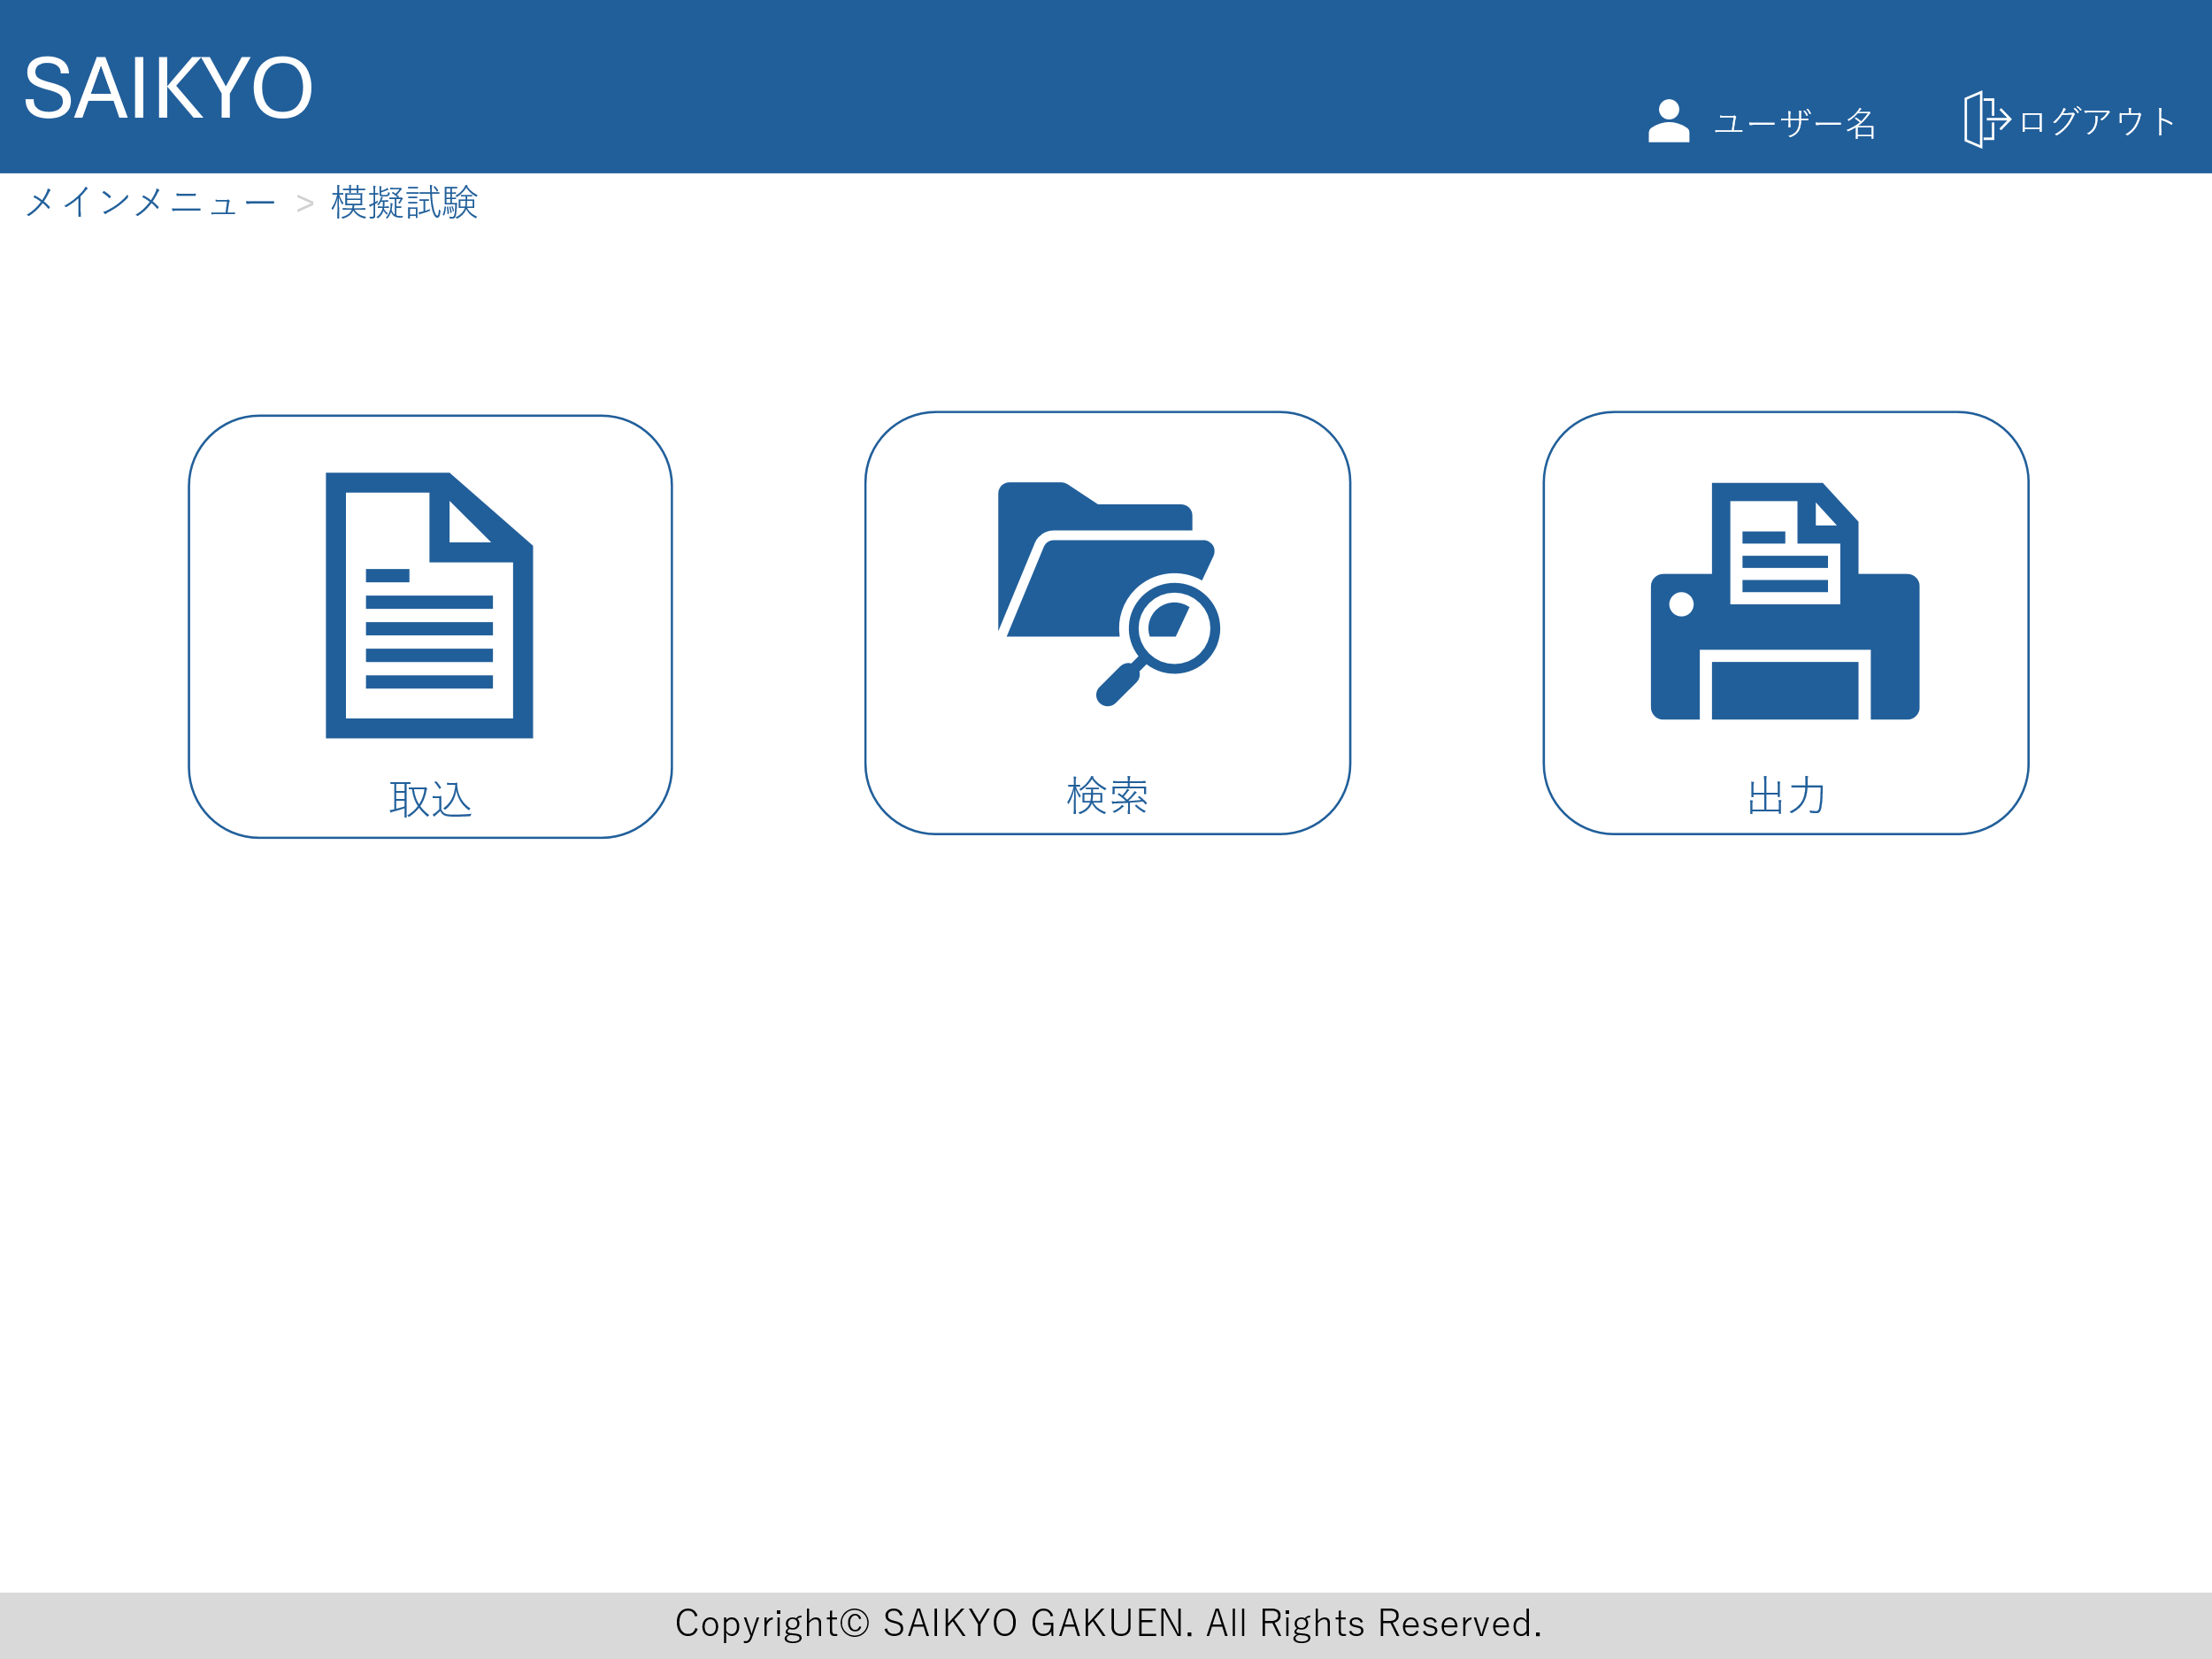 SAIKYO
ユーザー名
ログアウト
メインメニュー > 模擬試験
取込
検索
出力
Copyright© SAIKYO GAKUEN. All Rights Reserved.